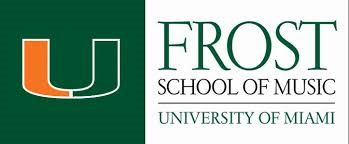 U
FROST
SCHOOL OF MUSIC
UNIVERSITY OF MIAMI